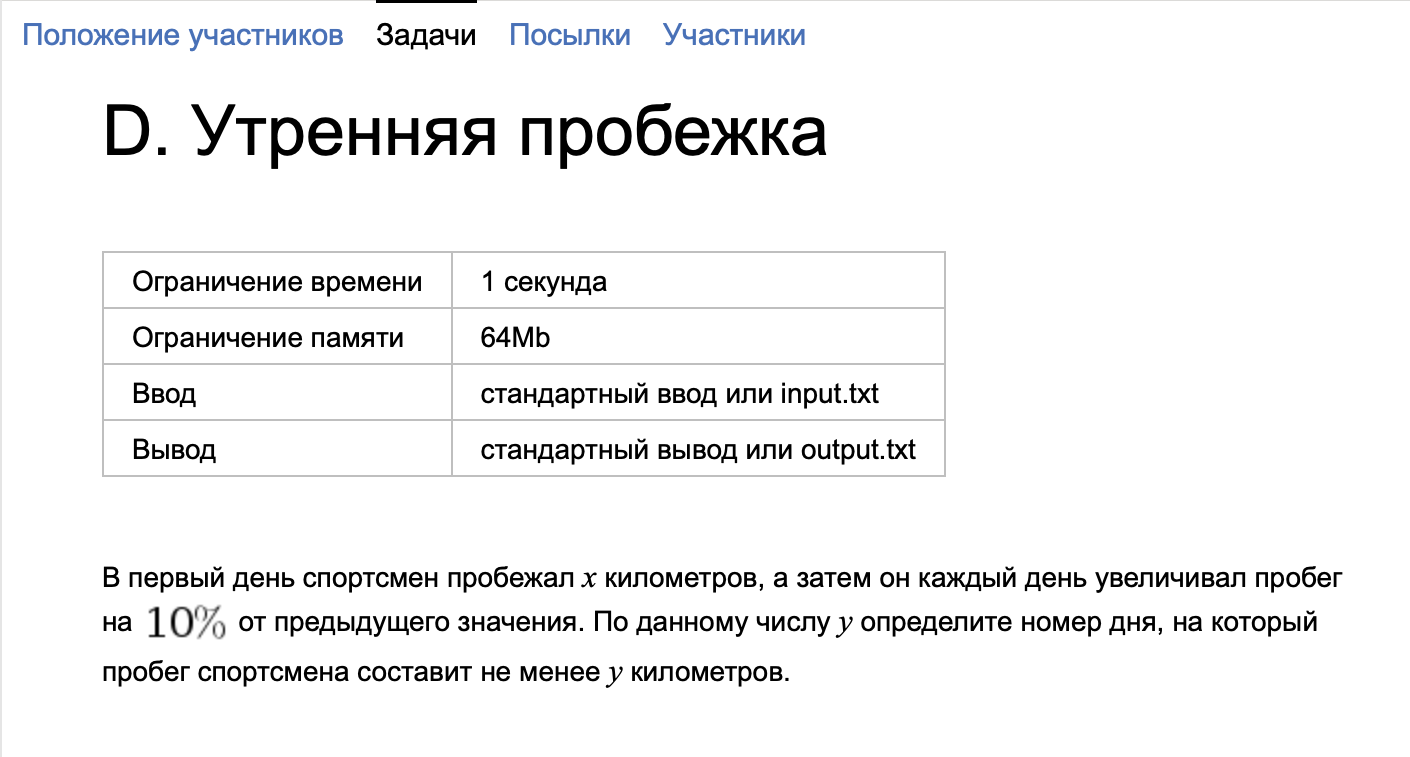 Положение участников Задачи Посылки Участники
D. Утренняя пробежка
Ограничение времени 1 секунда
Ограничение памяти 64Mb
Ввод стандартный ввод или input.txt
Вывод стандартный вывод или output.txt
В первый день спортсмен пробежал x километров, а затем он каждый день увеличивал пробег
на 10% от предыдущего значения. По данному числу y определите номер дня, на который
пробег спортсмена составит не менее y километров.